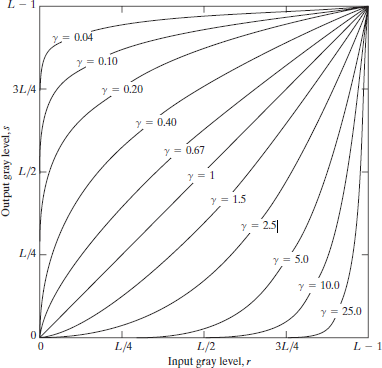 L − 1
γ = 0.04
γ = 0.10
3L/4
γ = 0.20
γ = 0.40
γ = 0.67
L/2
γ = 1
γ = 1.5
γ = 2.5
L/4
γ = 5.0
γ = 10.0
γ = 25.0
Output gray level, s
0
0 L/4 L/2 3L/4 L − 1
Input gray level, r